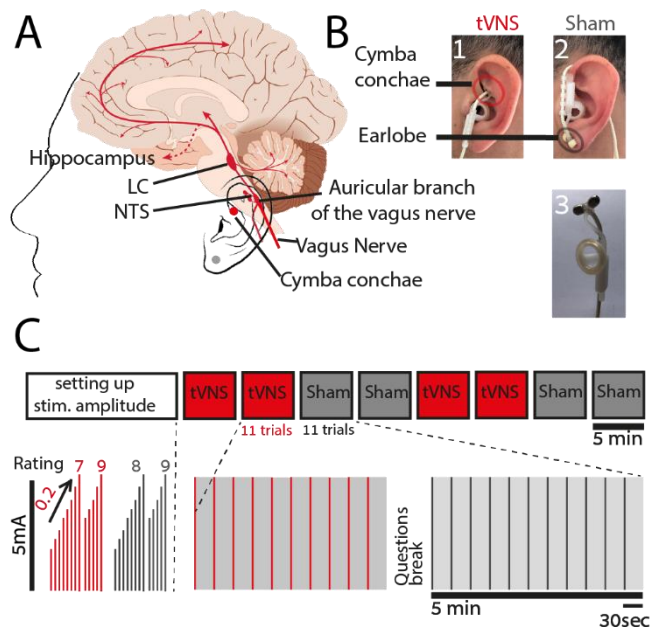 A
Hippocampus
LC
NTS
Auricular branch
of the vagus nerve
Vagus Nerve
Cymba conchae
B
tVNS
Sham
1
2
Cymba
conchae
Earlobe
3
C
setting up
stim. amplitude
tVNS
tVNS
Sham
Sham
tVNS
tVNS
Sham
Sham
11 trials
11 trials
5 min
Rating
7
9
8
9
0.2
5mA
Questions
break
5 min
30sec